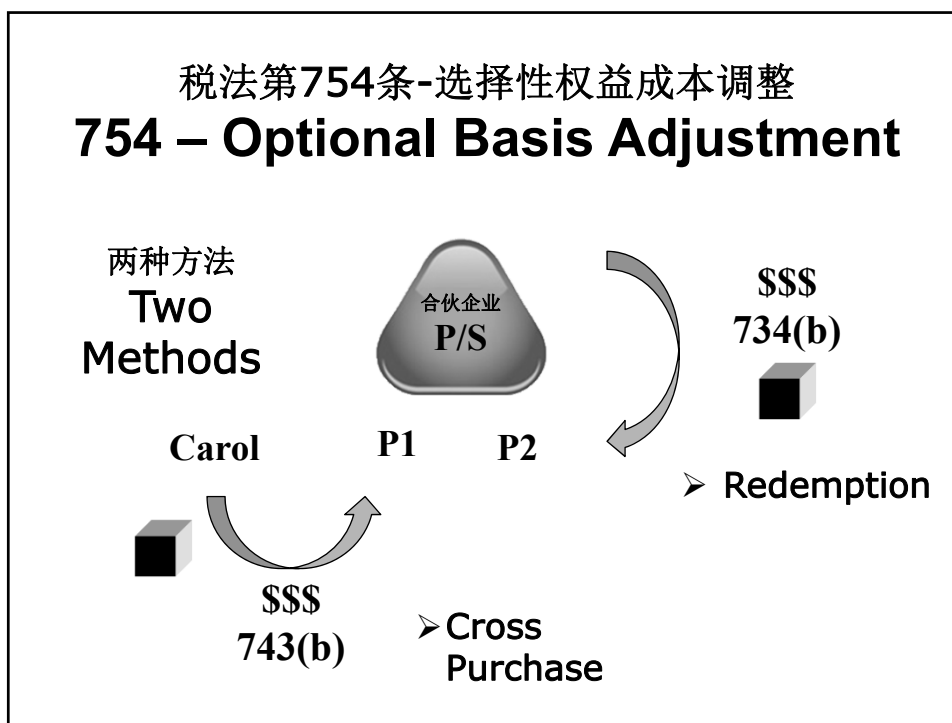 税法第754条-选择性权益成本调整
754 – Optional Basis Adjustment
两种方法
Two
Methods
合伙企业
P/S
$$$
734(b)
Carol
P1
P2
➢ Redemption
$$$
743(b)
➢ Cross
Purchase